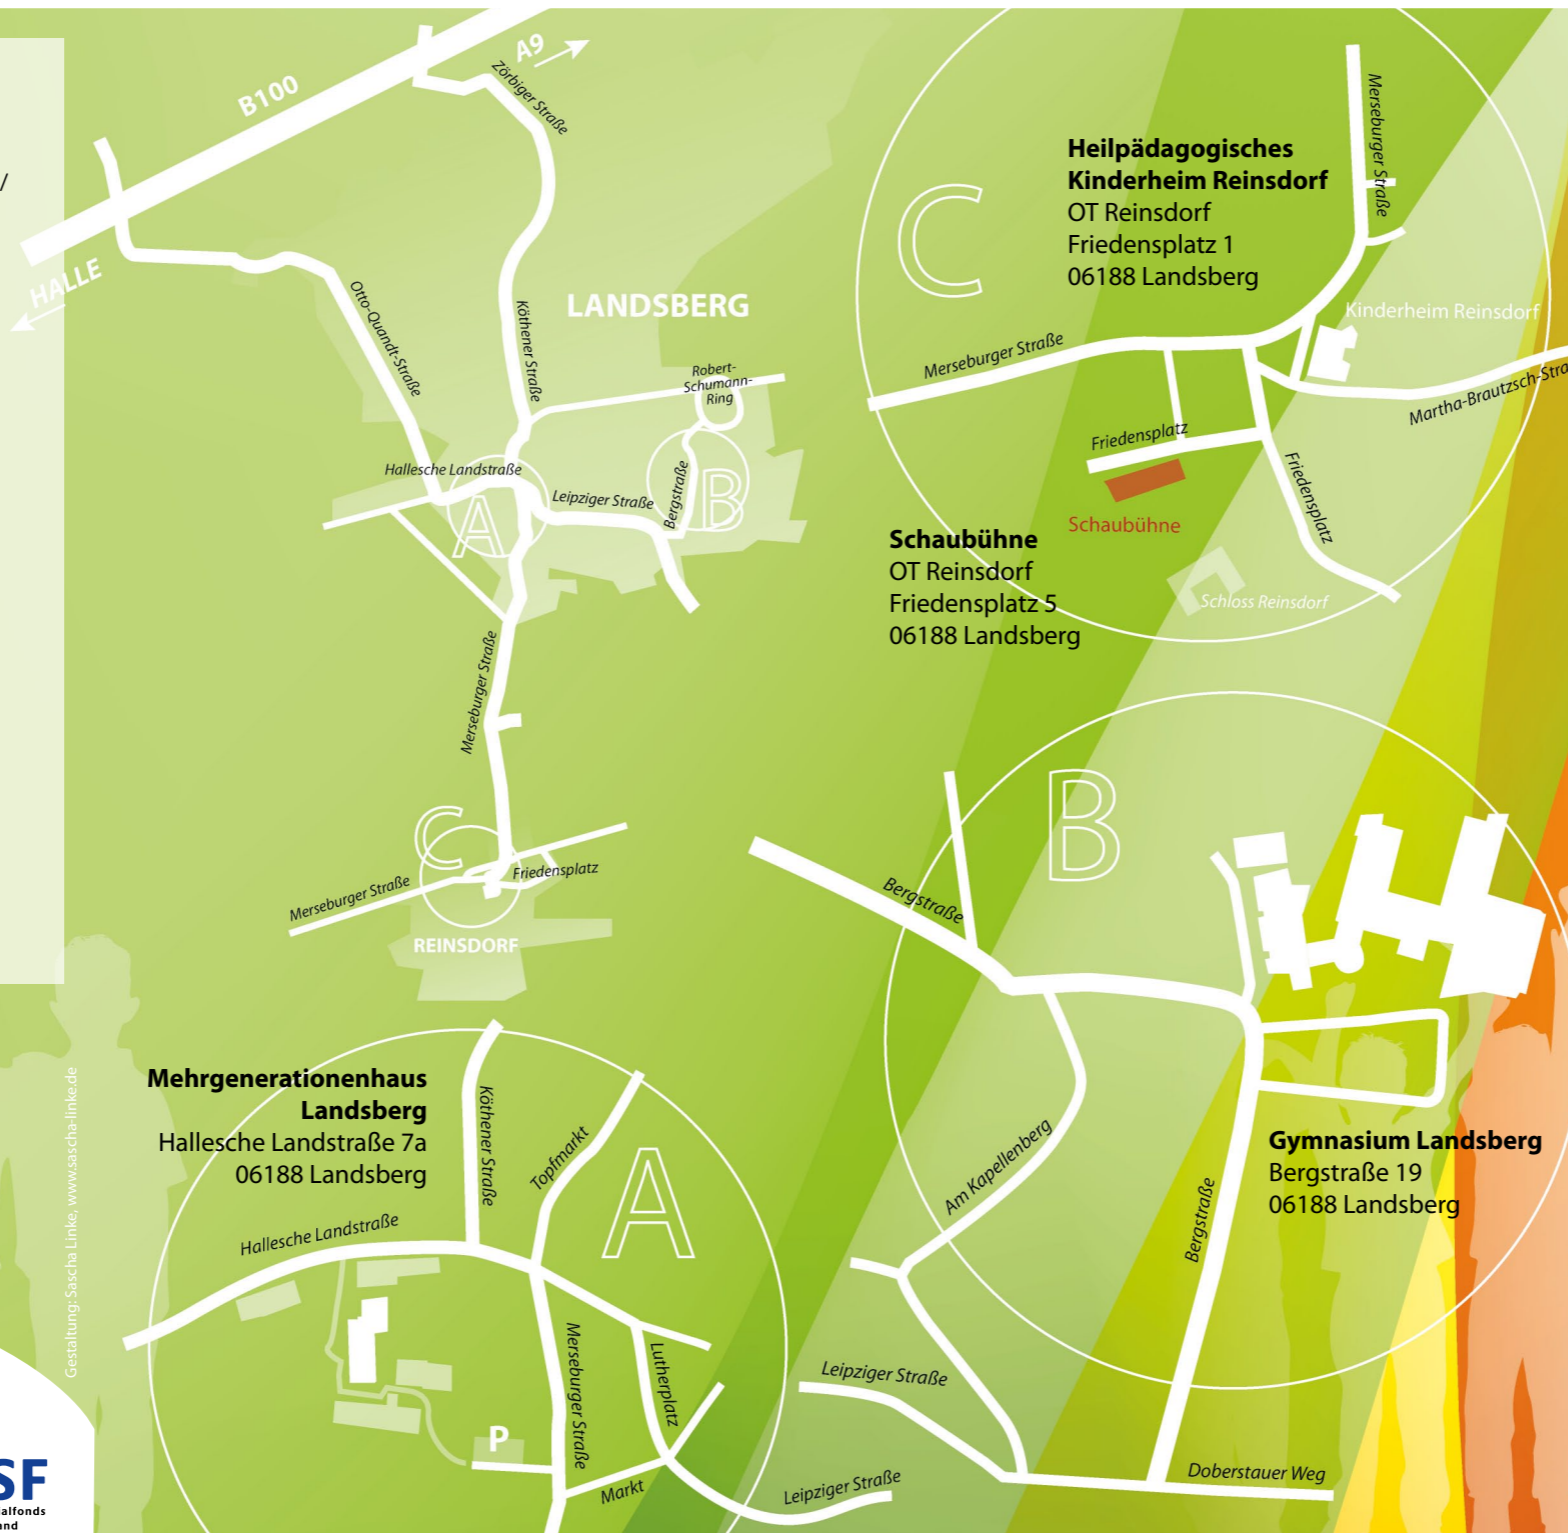 A9
B100
Zörbiger Straße
/
HALLE
Otto-Quandt-Straße
Köthener Straße
LANDSBERG
Robert-
Schumann-
Ring
Hallesche Landstraße
Leipziger Straße
Bergstraße
A
B
Merseburger Straße
C
Friedensplatz
Merseburger Straße
REINSDORF
C
Heilpädagogisches
Kinderheim Reinsdorf
OT Reinsdorf
Friedensplatz 1
06188 Landsberg
Merseburger Straße
Kinderheim Reinsdorf
Merseburger Straße
Martha-Brautzsch-Stra
Friedensplatz
Friedensplatz
Schaubühne
Schaubühne
OT Reinsdorf
Friedensplatz 5
06188 Landsberg
Schloss Reinsdorf
B
Bergstraße
Am Kapellenberg
Bergstraße
Gymnasium Landsberg
Bergstraße 19
06188 Landsberg
Leipziger Straße
Doberstauer Weg
Mehrgenerationenhaus
Landsberg
Hallesche Landstraße 7a
06188 Landsberg
Köthener Straße
Topfmarkt
A
Hallesche Landstraße
Merseburger Straße
Lutherplatz
P
Markt
Leipziger Straße
Gestaltung: Sascha Linke, www.sascha-linke.de
SF
ialfonds
and